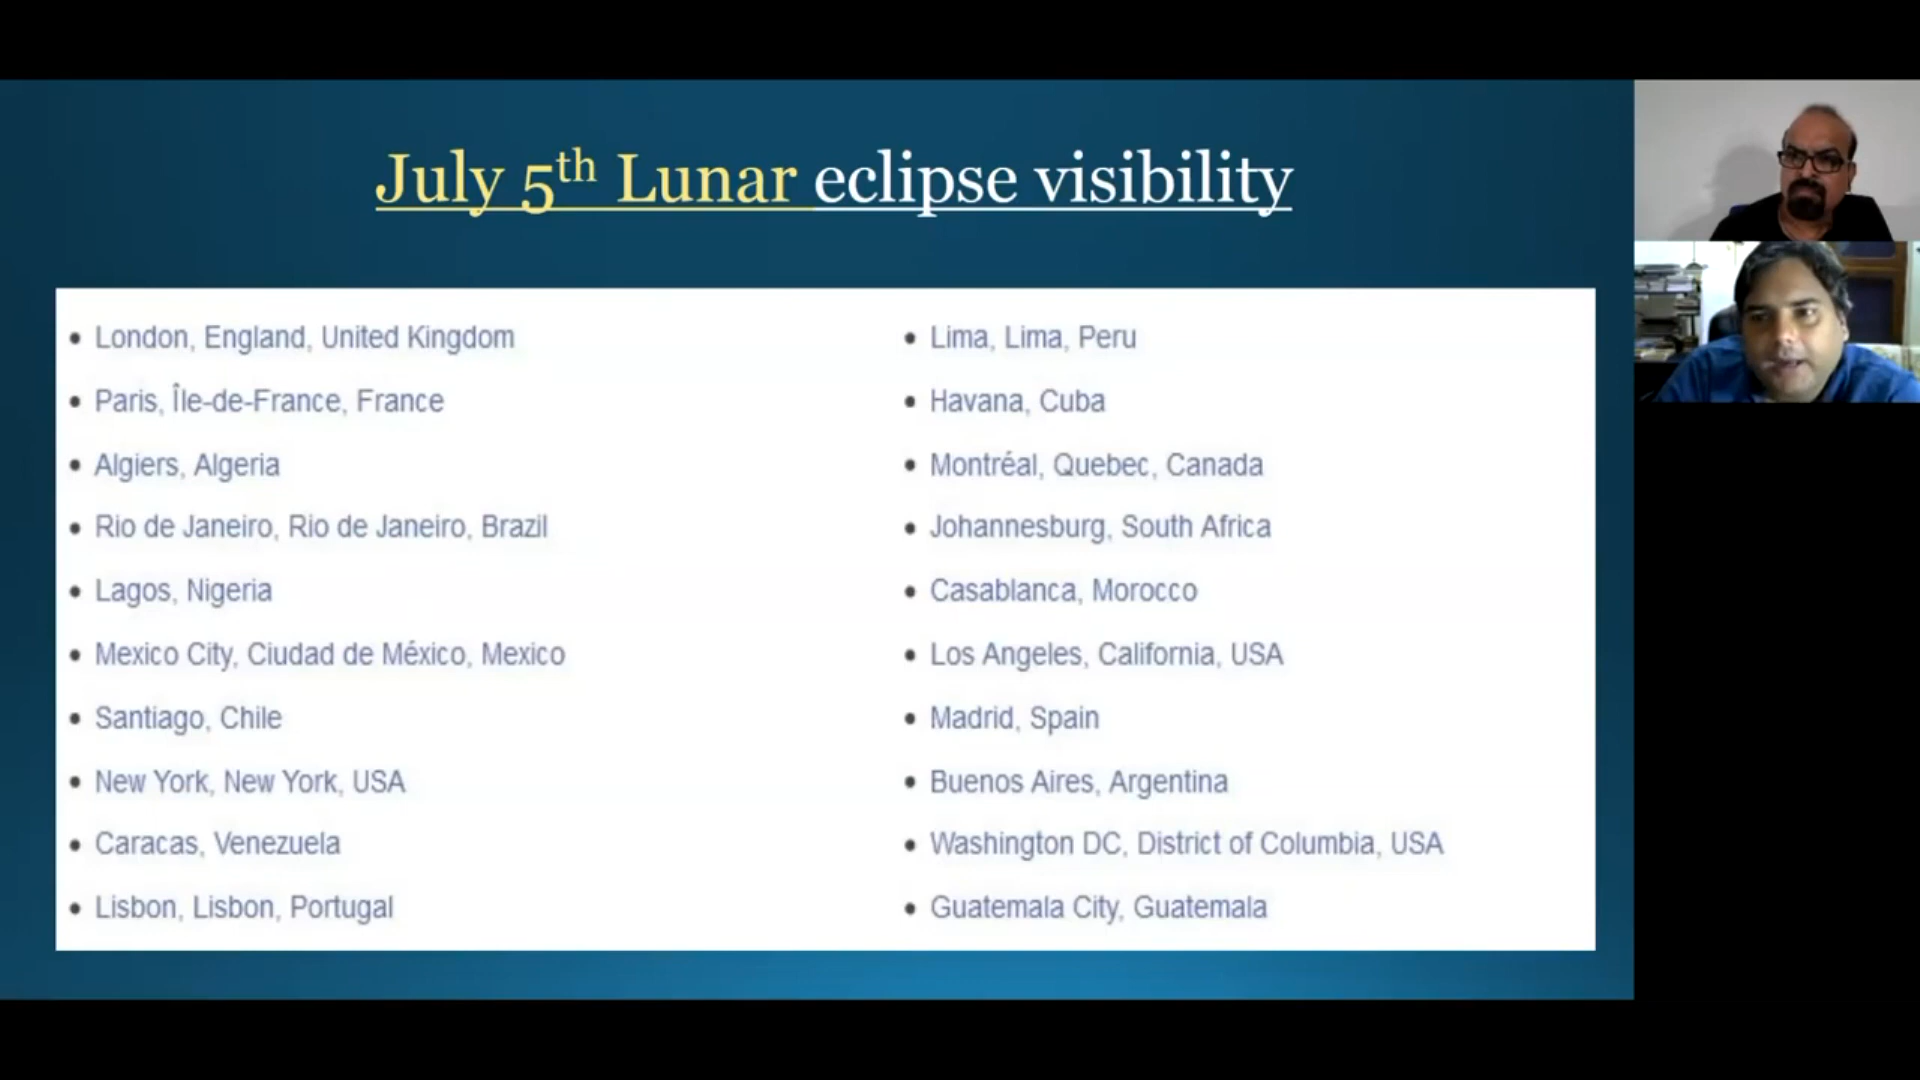 July 5th Lunar eclipse visibility
• London, England, United Kingdom
• Paris, Île-de-France, France
• Algiers, Algeria
• Rio de Janeiro, Rio de Janeiro, Brazil
• Lagos, Nigeria
• Mexico City, Ciudad de México, Mexico
• Santiago, Chile
• New York, New York, USA
• Caracas, Venezuela
• Lisbon, Lisbon, Portugal
• Lima, Lima, Peru
• Havana, Cuba
• Montréal, Quebec, Canada
• Johannesburg, South Africa
• Casablanca, Morocco
• Los Angeles, California, USA
• Madrid, Spain
• Buenos Aires, Argentina
• Washington DC, District of Columbia, USA
• Guatemala City, Guatemala